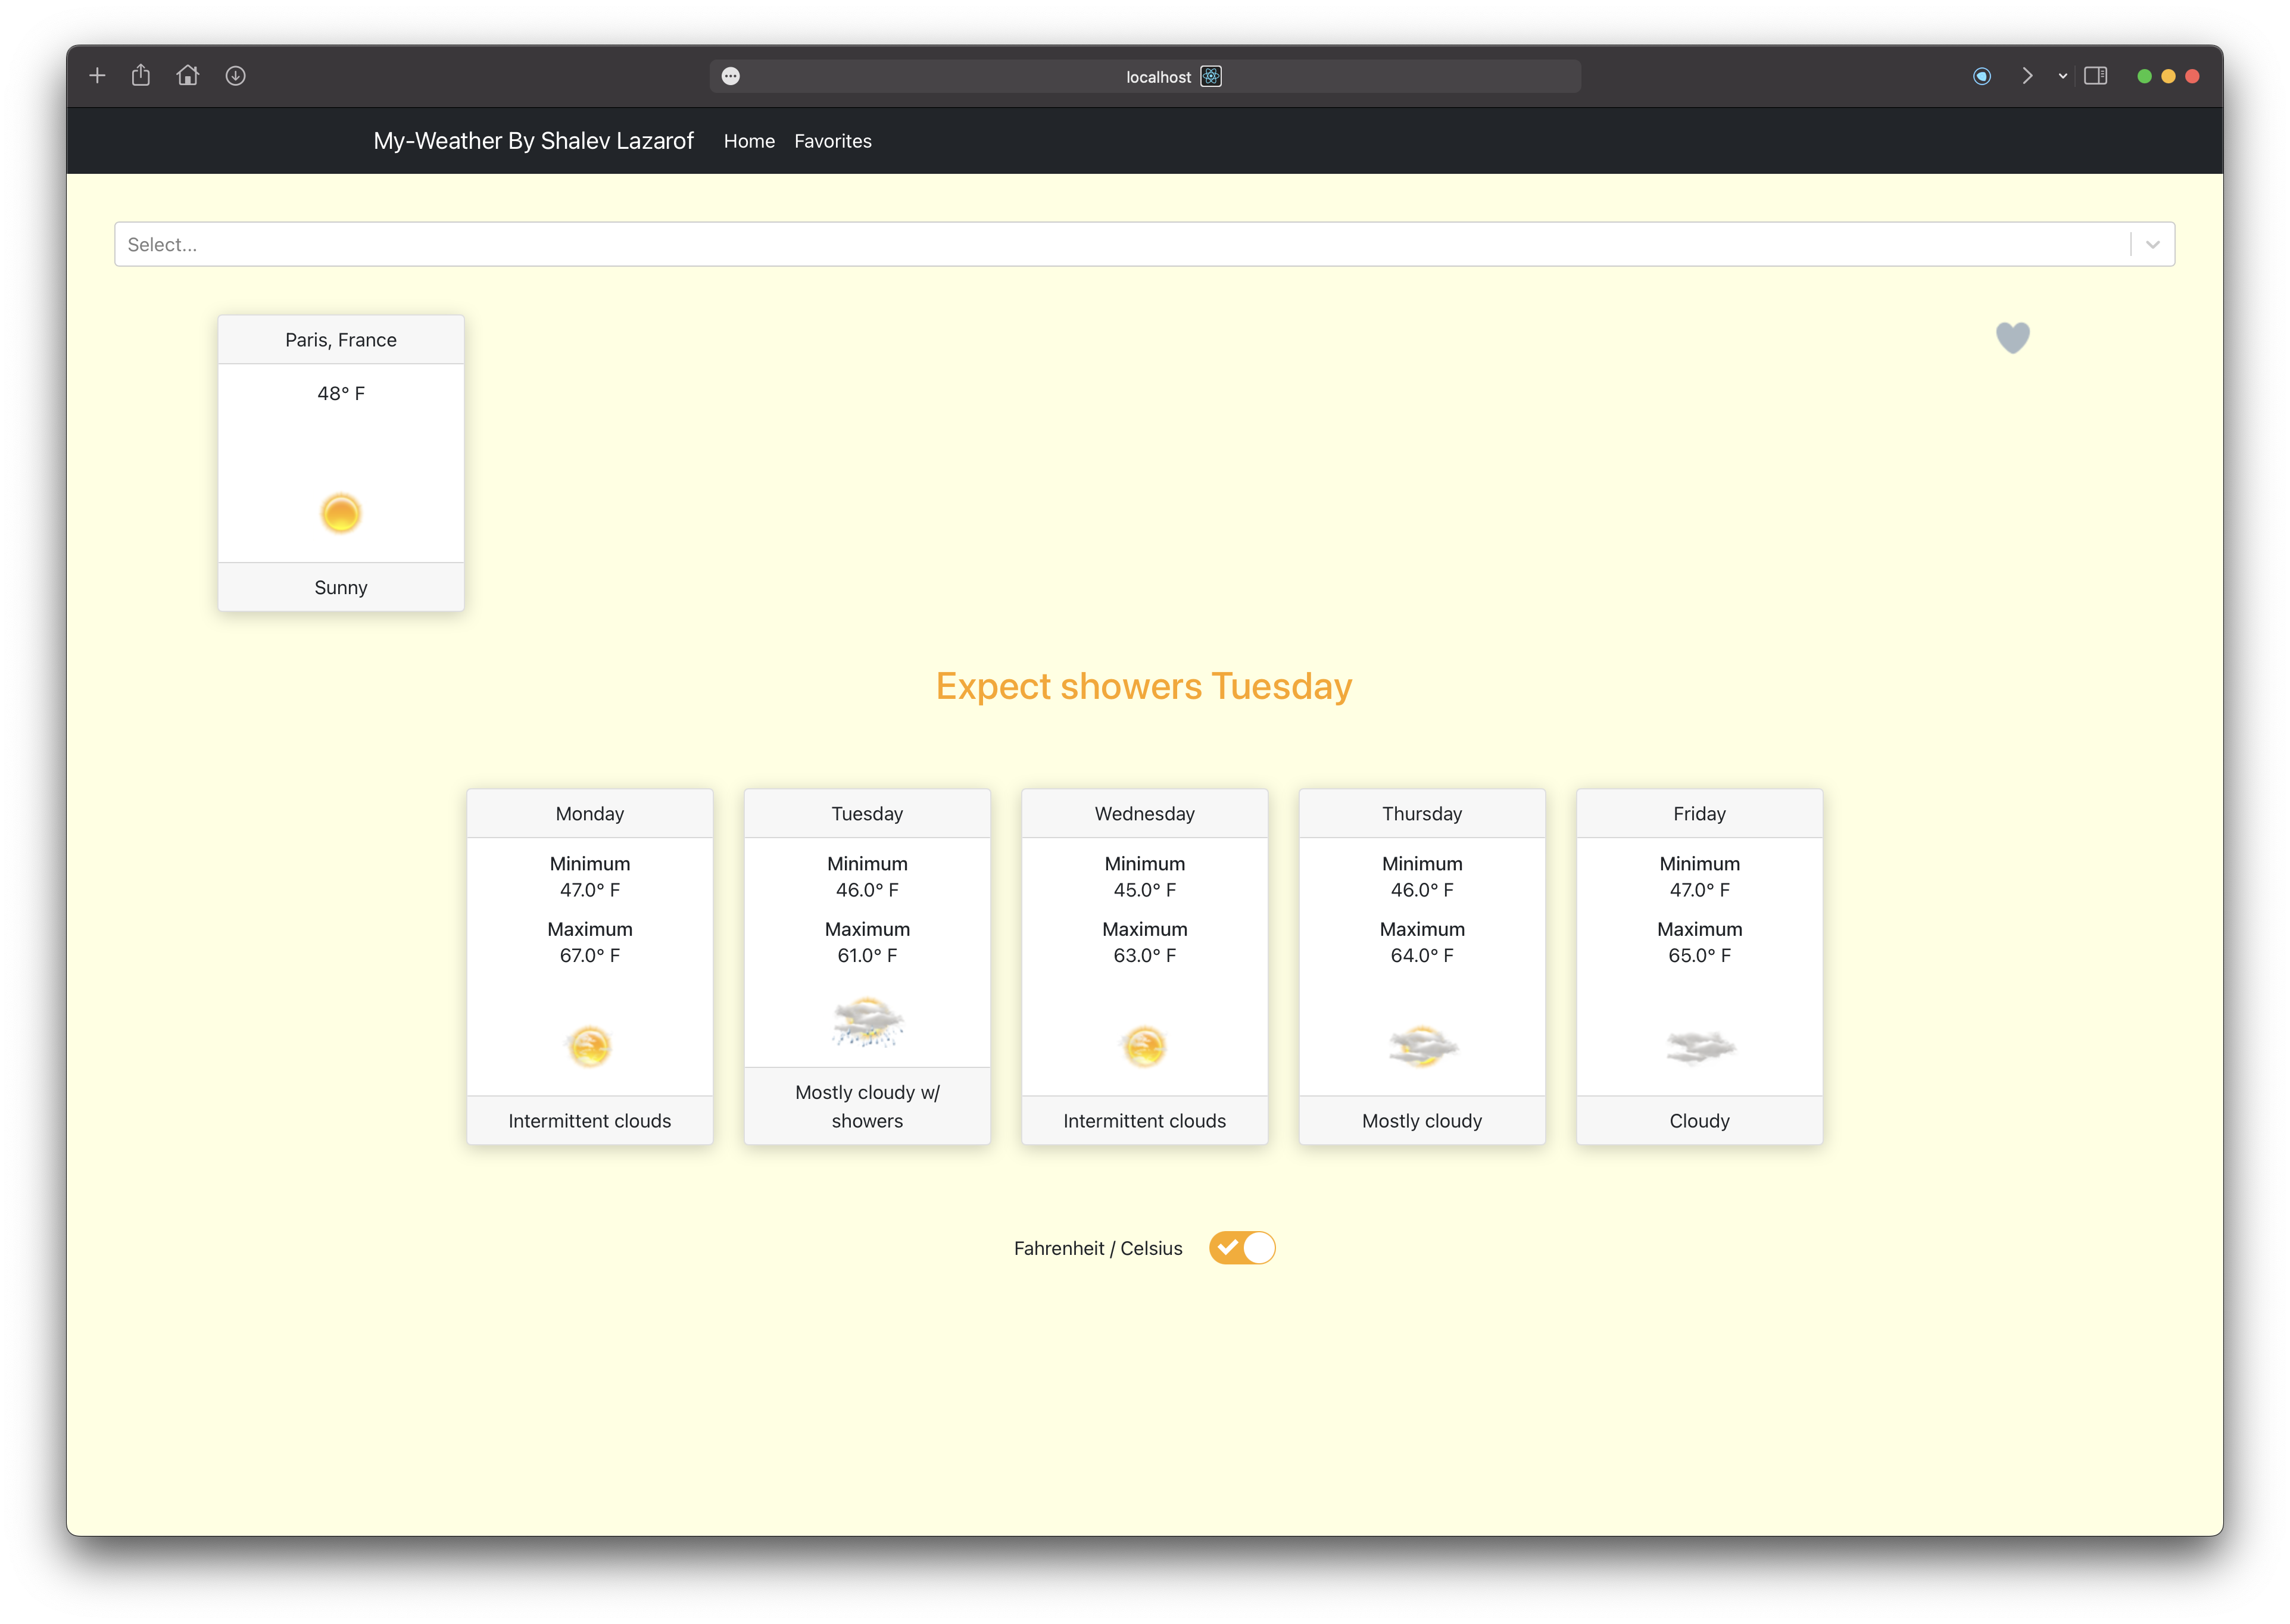 localhost
My-Weather By Shalev Lazarof Home Favorites
Select...
Paris, France
48° F
Sunny
Expect showers Tuesday
Monday
Minimum
47.0° F
Maximum
67.0° F
Intermittent clouds
Tuesday
Minimum
46.0° F
Maximum
61.0° F
Mostly cloudy w/
showers
Wednesday
Minimum
45.0° F
Maximum
63.0° F
Intermittent clouds
Thursday
Minimum
46.0° F
Maximum
64.0° F
Mostly cloudy
Friday
Minimum
47.0° F
Maximum
65.0° F
Cloudy
Fahrenheit / Celsius